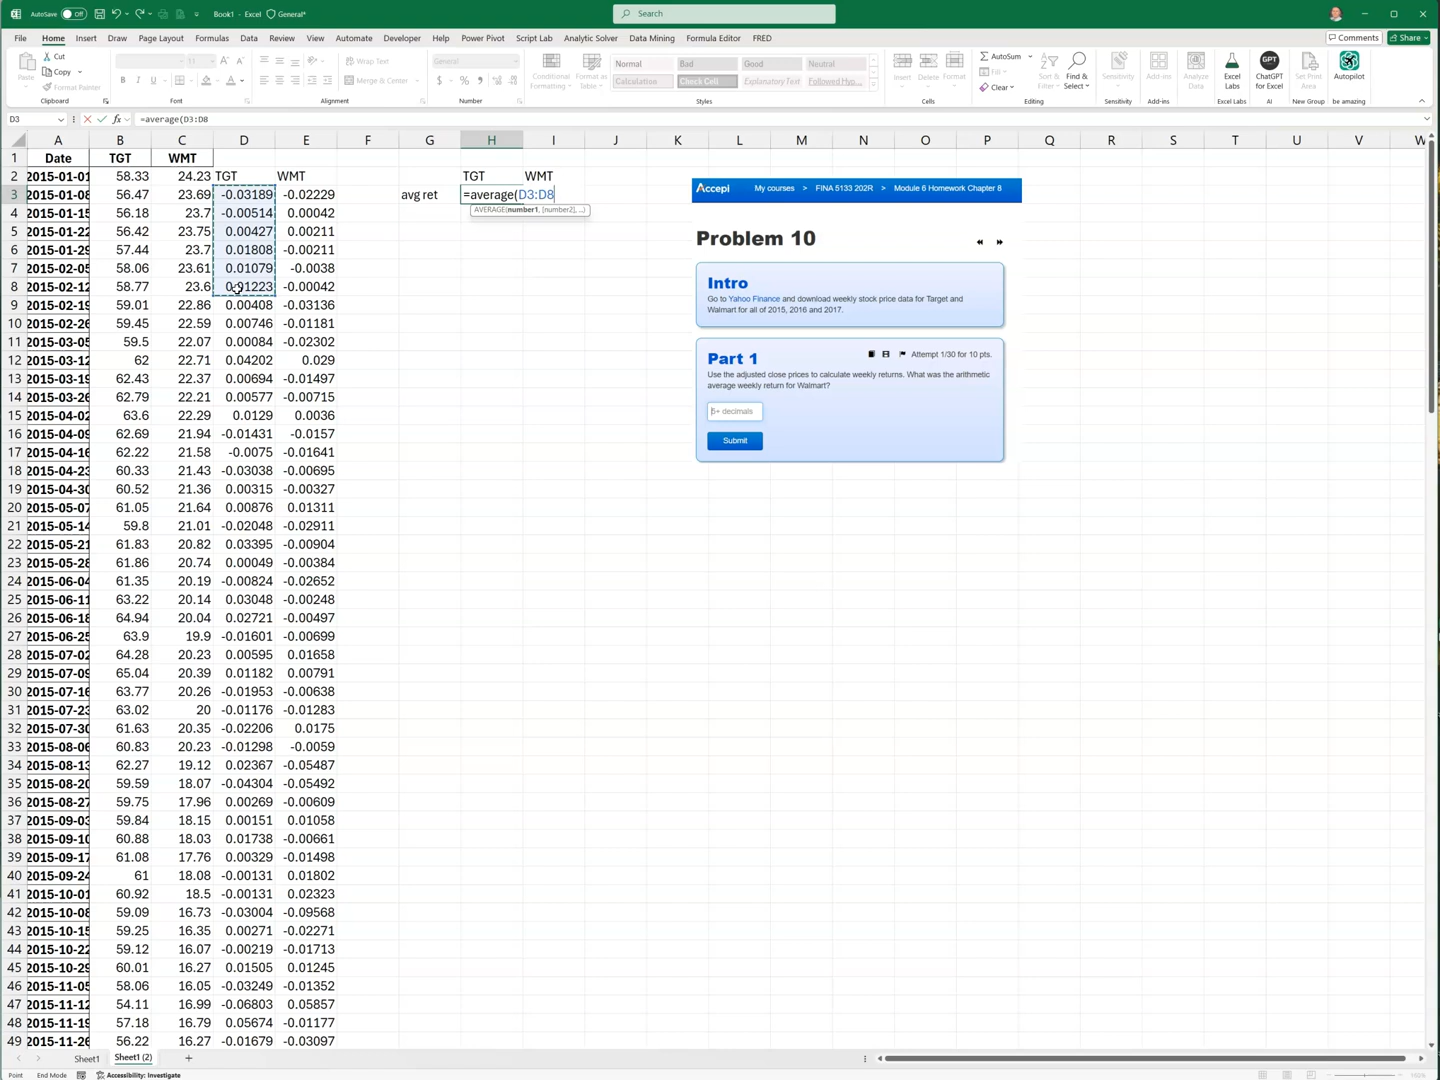 AutoSave Off Book1 - Excel General* Search
File Home Insert Draw Page Layout Formulas Data Review View Automate Developer Help Power Pivot Script Lab Analytic Solver Data Mining Formula Editor FRED Comments Share
Paste Cut Copy Format Painter
11 Wrap Text Merge & Center General
Conditional Formatting Format as Table Normal Bad Good Neutral
Calculation Check Cell Explanatory Text Followed Hyp...
Insert Delete Format AutoSum Fill Clear Sort & Filter Find & Select Sensitivity Add-ins Analyze Data Excel Labs ChatGPT for Excel Set Print Area Autopilot
Clipboard Font Alignment Number Styles Cells Editing Sensitivity Add-ins Excel Labs AI New Group be amazing
D3 fx =average(D3:D8
A B C D E F G H I J K L M N O P Q R S T U V W
1 Date TGT WMT
2 2015-01-01 58.33 24.23 TGT WMT TGT WMT
3 2015-01-08 56.47 23.69 -0.03189 -0.02229 avg ret =average(D3:D8
AVERAGE(number1, [number2], ...)
4 2015-01-15 56.18 23.7 -0.00514 0.00042
5 2015-01-22 56.42 23.75 0.00427 0.00211
6 2015-01-29 57.44 23.7 0.01808 -0.00211
7 2015-02-05 58.06 23.61 0.01079 -0.0038
8 2015-02-12 58.77 23.6 0.01223 -0.00042
9 2015-02-19 59.01 22.86 0.00408 -0.03136
10 2015-02-26 59.45 22.59 0.00746 -0.01181
11 2015-03-05 59.5 22.07 0.00084 -0.02302
12 2015-03-12 62 22.71 0.04202 0.029
13 2015-03-19 62.43 22.37 0.00694 -0.01497
14 2015-03-26 62.79 22.21 0.00577 -0.00715
15 2015-04-02 63.6 22.29 0.0129 0.0036
16 2015-04-09 62.69 21.94 -0.01431 -0.0157
17 2015-04-16 62.22 21.58 -0.0075 -0.01641
18 2015-04-23 60.33 21.43 -0.03038 -0.00695
19 2015-04-30 60.52 21.36 0.00315 -0.00327
20 2015-05-07 61.05 21.64 0.00876 0.01311
21 2015-05-14 59.8 21.01 -0.02048 -0.02911
22 2015-05-21 61.83 20.82 0.03395 -0.00904
23 2015-05-28 61.86 20.74 0.00049 -0.00384
24 2015-06-04 61.35 20.19 -0.00824 -0.02652
25 2015-06-11 63.22 20.14 0.03048 -0.00248
26 2015-06-18 64.94 20.04 0.02721 -0.00497
27 2015-06-25 63.9 19.9 -0.01601 -0.00699
28 2015-07-02 64.28 20.23 0.00595 0.01658
29 2015-07-09 65.04 20.39 0.01182 0.00791
30 2015-07-16 63.77 20.26 -0.01953 -0.00638
31 2015-07-23 63.02 20 -0.01176 -0.01283
32 2015-07-30 61.63 20.35 -0.02206 0.0175
33 2015-08-06 60.83 20.23 -0.01298 -0.0059
34 2015-08-13 62.27 19.12 0.02367 -0.05487
35 2015-08-20 59.59 18.07 -0.04304 -0.05492
36 2015-08-27 59.75 17.96 0.00269 -0.00609
37 2015-09-03 59.84 18.15 0.00151 0.01058
38 2015-09-10 60.88 18.03 0.01738 -0.00661
39 2015-09-17 61.08 17.76 0.00329 -0.01498
40 2015-09-24 61 18.08 -0.00131 0.01802
41 2015-10-01 60.92 18.5 -0.00131 0.02323
42 2015-10-08 59.09 16.73 -0.03004 -0.09568
43 2015-10-15 59.25 16.35 0.00271 -0.02271
44 2015-10-22 59.12 16.07 -0.00219 -0.01713
45 2015-10-29 60.01 16.27 0.01505 0.01245
46 2015-11-05 58.06 16.05 -0.03249 -0.01352
47 2015-11-12 54.11 16.99 -0.06803 0.05857
48 2015-11-19 57.18 16.79 0.05674 -0.01177
49 2015-11-26 56.22 16.27 -0.01679 -0.03097
Accepi My courses > FINA 5133 202R > Module 6 Homework Chapter 8
Problem 10
Intro
Go to Yahoo Finance and download weekly stock price data for Target and
Walmart for all of 2015, 2016 and 2017.
Part 1 Attempt 1/30 for 10 pts.
Use the adjusted close prices to calculate weekly returns. What was the arithmetic
average weekly return for Walmart?
5+ decimals
Submit
Sheet1 Sheet1 (2)
Point End Mode Accessibility: Investigate